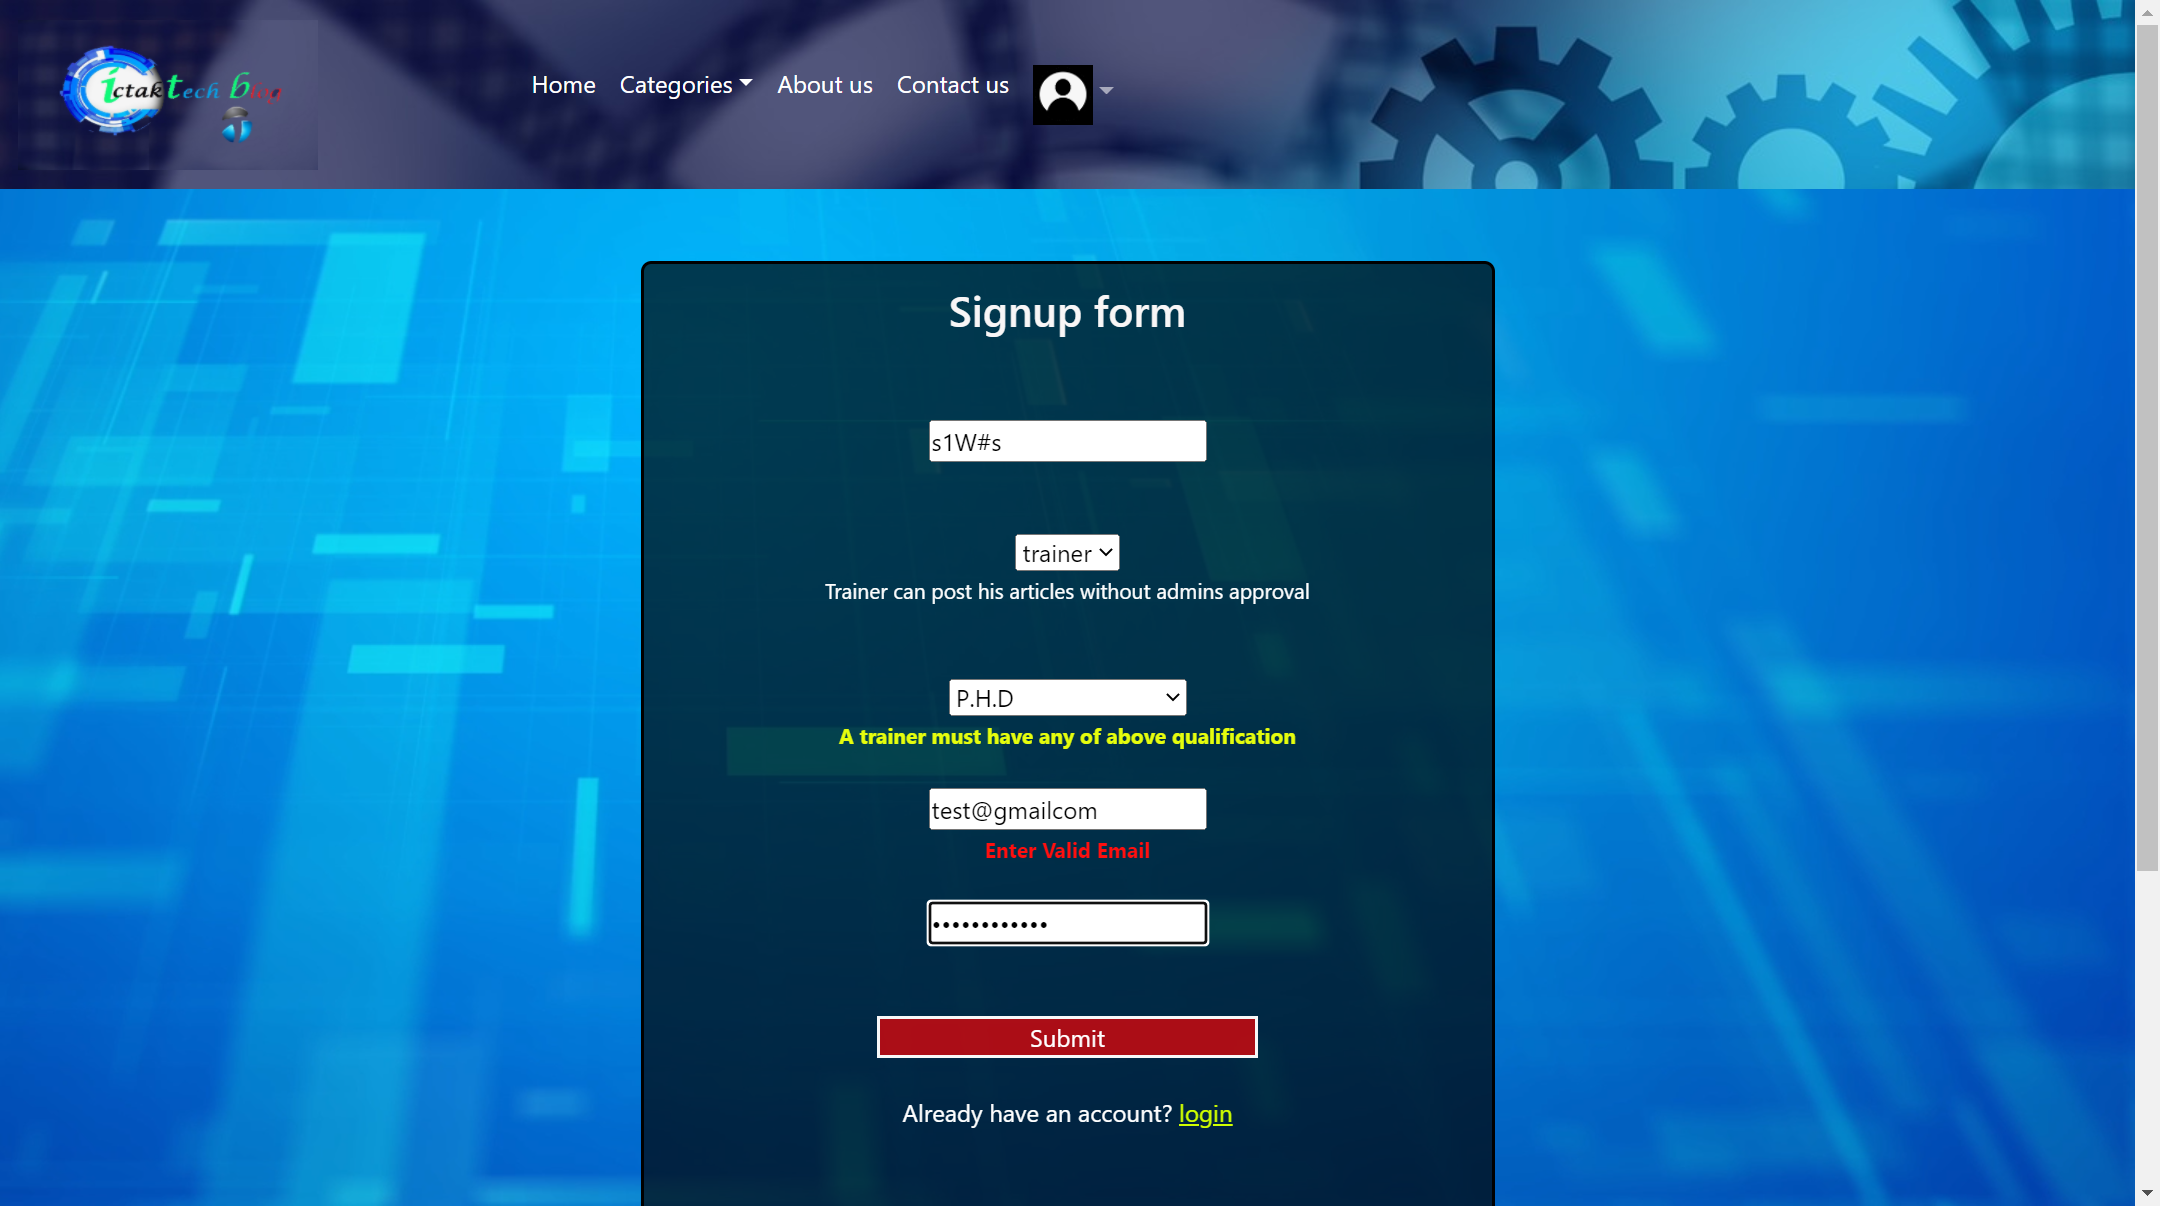 ictaktech blog
Home Categories About us Contact us
Signup form
s1W#s
trainer
Trainer can post his articles without admins approval
P.H.D
A trainer must have any of above qualification
test@gmailcom
Enter Valid Email
••••••••••••
Submit
Already have an account? login